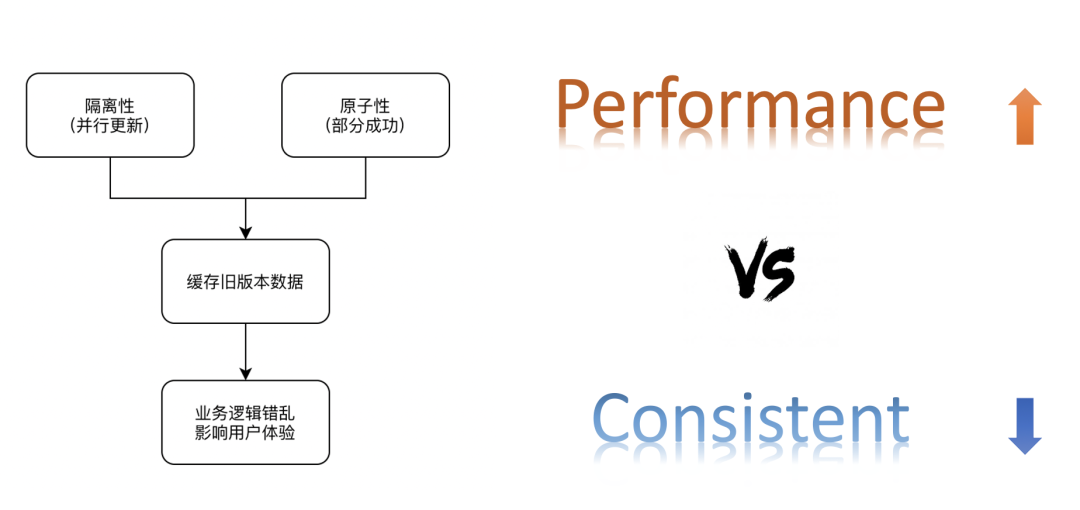 隔离性
（并行更新）
原子性
（部分成功）
缓存旧版本数据
业务逻辑错乱
影响用户体验
Performance
VS
Consistent